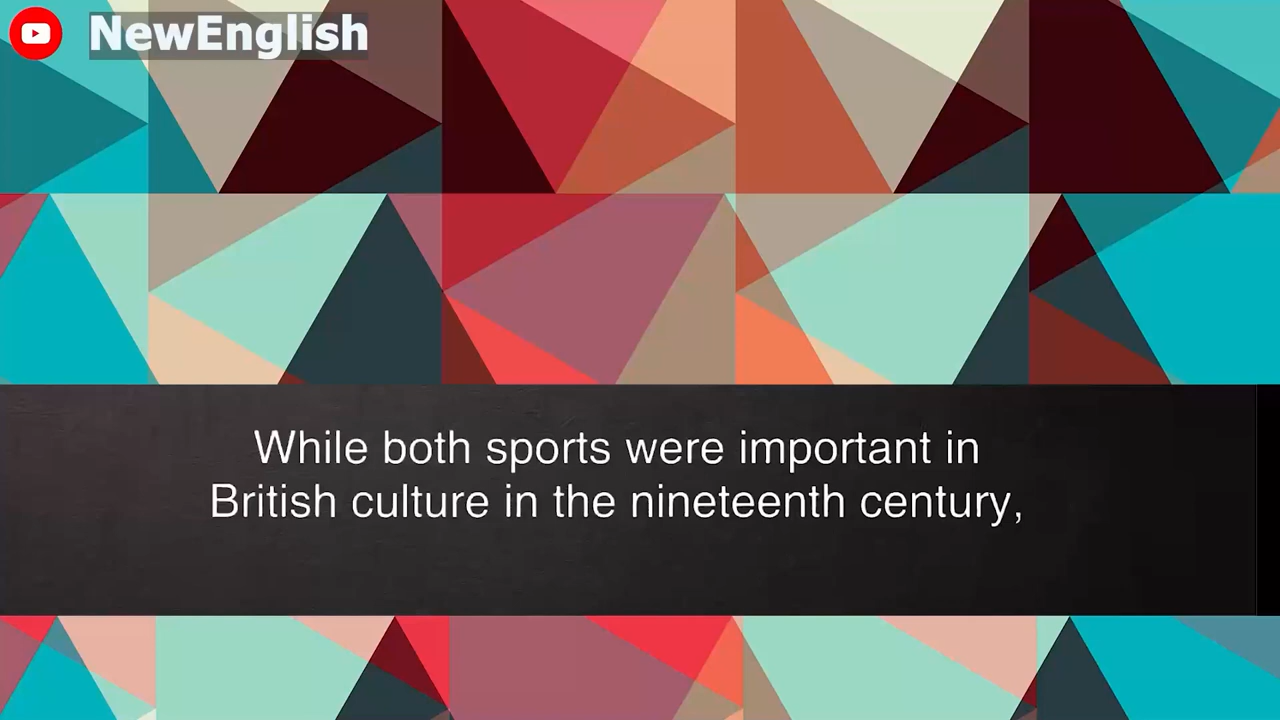 NewEnglish
While both sports were important in
British culture in the nineteenth century,